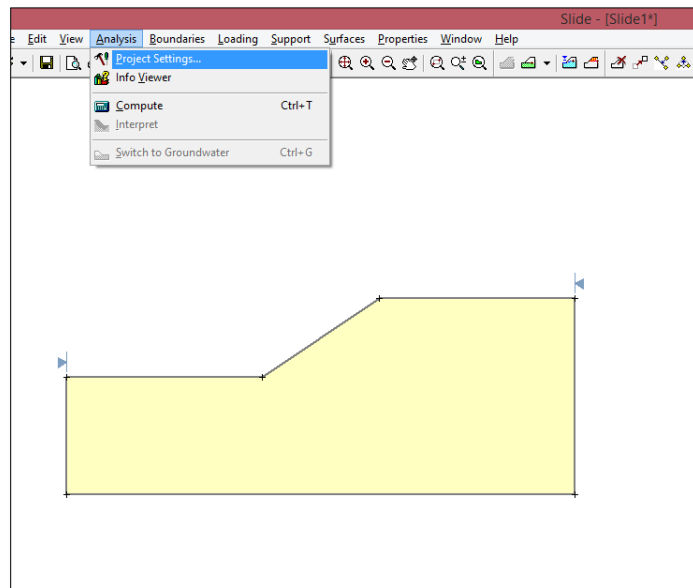 Slide - [Slide1*]
Edit View Analysis Boundaries Loading Support Surfaces Properties Window Help
Project Settings...
Info Viewer
Compute Ctrl+T
Interpret
Switch to Groundwater Ctrl+G